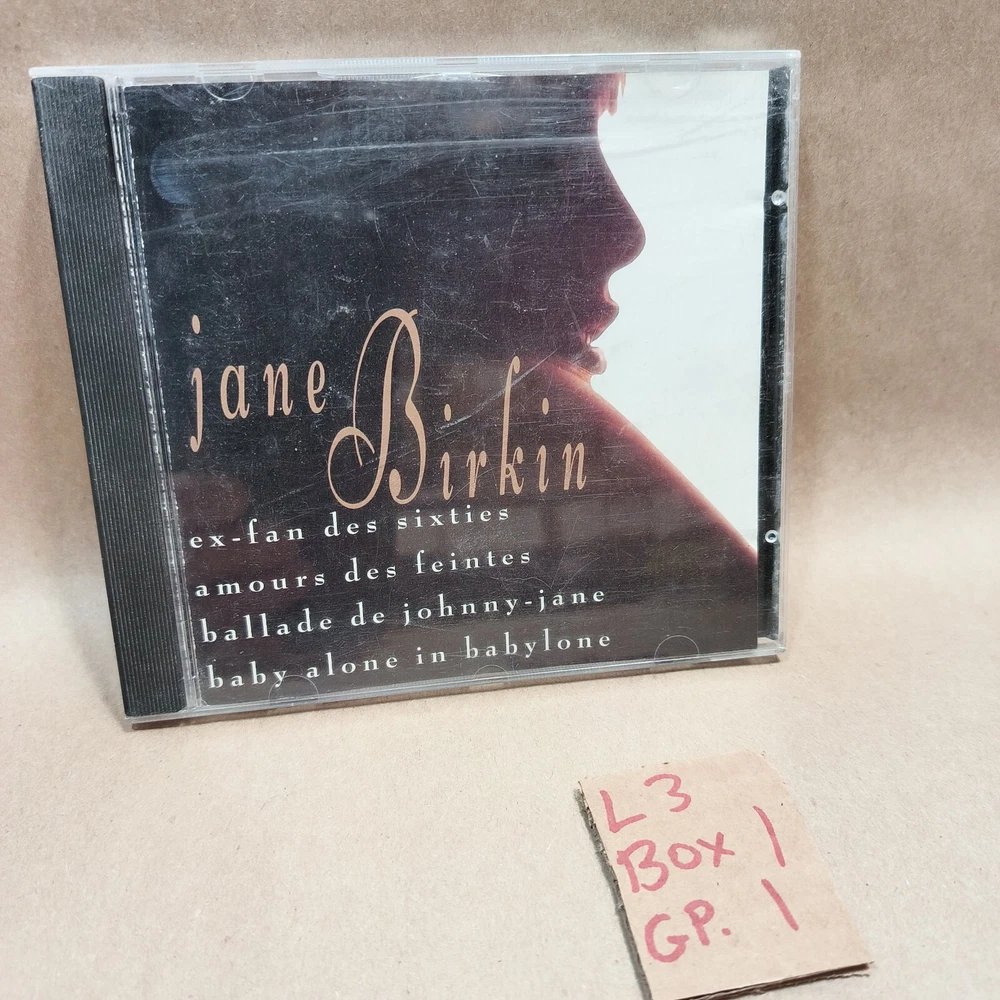 jane Birkin
ex-fan des sixties
amours des feintes
ballade de johnny-jane
baby alone in babylone
L 3
BOX 1
GP. 1